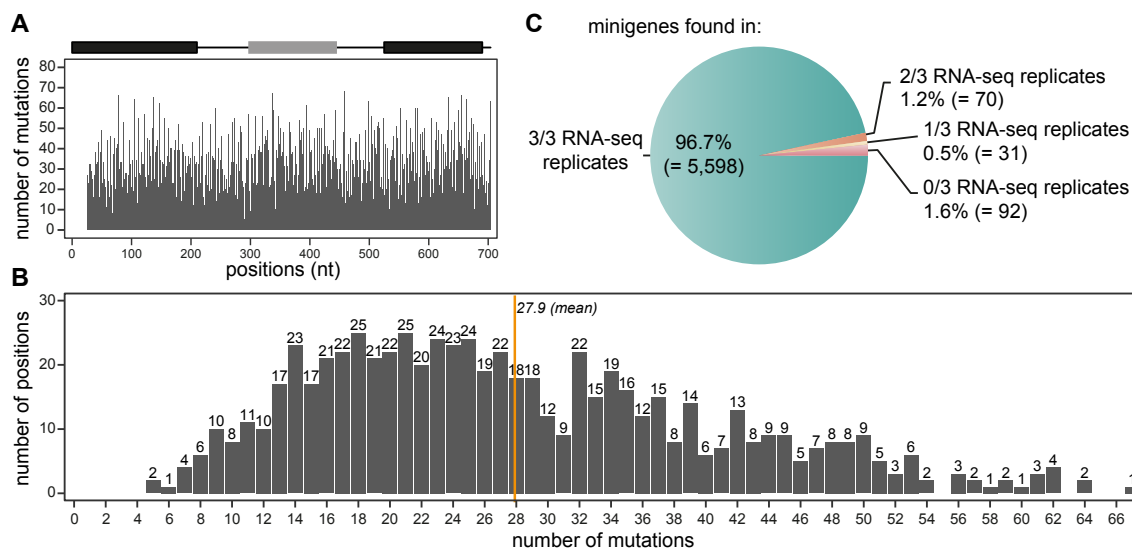 A
number of mutations
80
70
60
50
40
30
20
10
0
0 100 200 300 400 500 600 700
positions (nt)
C
minigenes found in:
3/3 RNA-seq
replicates
96.7%
(= 5,598)
2/3 RNA-seq replicates
1.2% (= 70)
1/3 RNA-seq replicates
0.5% (= 31)
0/3 RNA-seq replicates
1.6% (= 92)
B
number of positions
30
20
10
0
27.9 (mean)
2 1 4 6 10 8 11 10 17 23 17 21 22 25 21 22 25 20 24 23 24 19 22 18 18 12 9 22 15 19 16 12 15 8 14 6 7 13 8 9 9 5 7 8 8 9 5 3 6 2 3 2 1 2 1 3 4 2 1
0 2 4 6 8 10 12 14 16 18 20 22 24 26 28 30 32 34 36 38 40 42 44 46 48 50 52 54 56 58 60 62 64 66
number of mutations